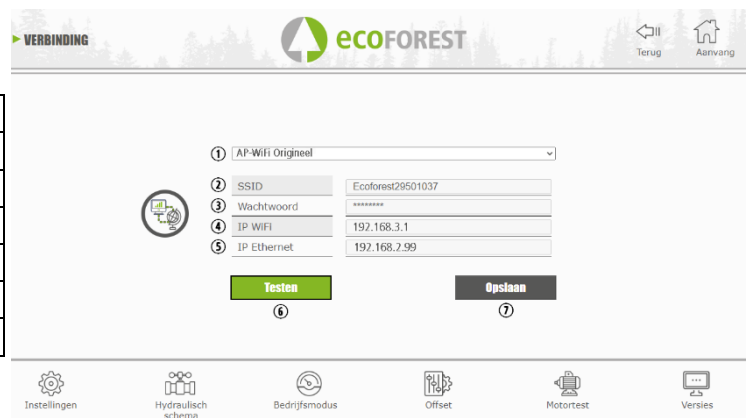 VERBINDING
ecoFOREST
Terug
Aanvang
① AP-WiFi Origineel
② SSID Ecoforest29501037
③ Wachtwoord ********
④ IP WiFi 192.168.3.1
⑤ IP Ethernet 192.168.2.99
Testen Opslaan
⑥ ⑦
Instellingen
Hydraulisch
schema
Bedrijfsmodus
Offset
Motortest
Versies